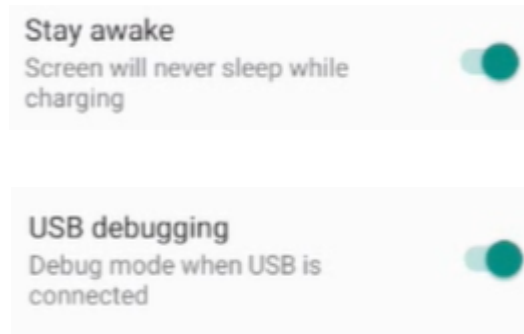 Stay awake
Screen will never sleep while
charging
USB debugging
Debug mode when USB is
connected